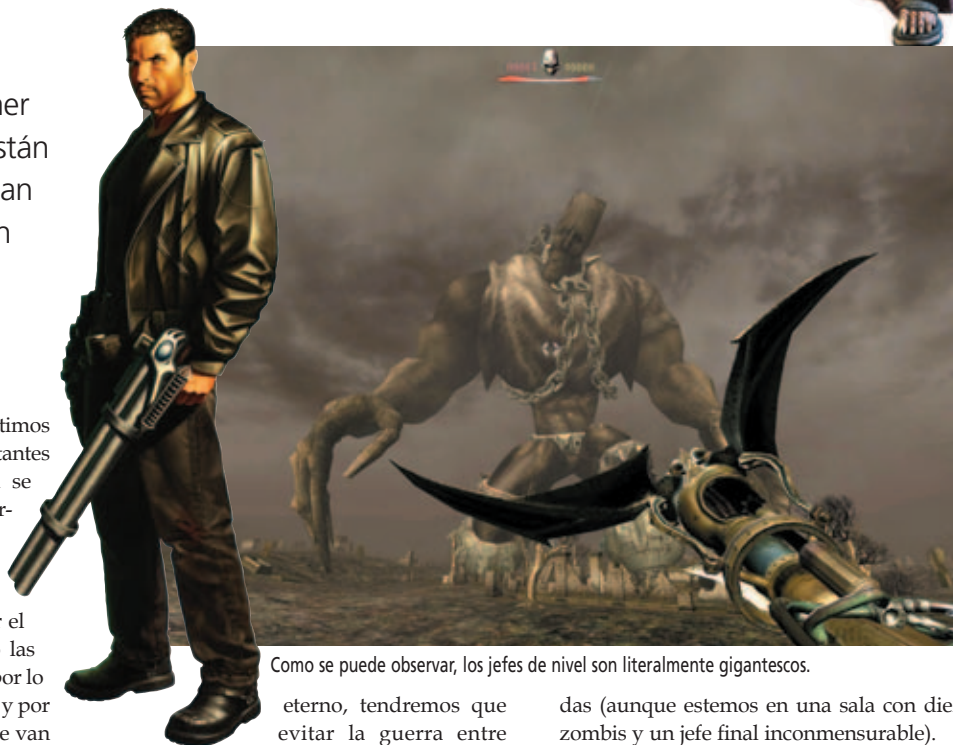 ner
stán
an
n
timos
tantes
se
r-
r el
las
por lo
y por
e van
Como se puede observar, los jefes de nivel son literalmente gigantescos.
eterno, tendremos que
evitar la guerra entre
das (aunque estemos en una sala con die
zombis y un jefe final inconmensurable).